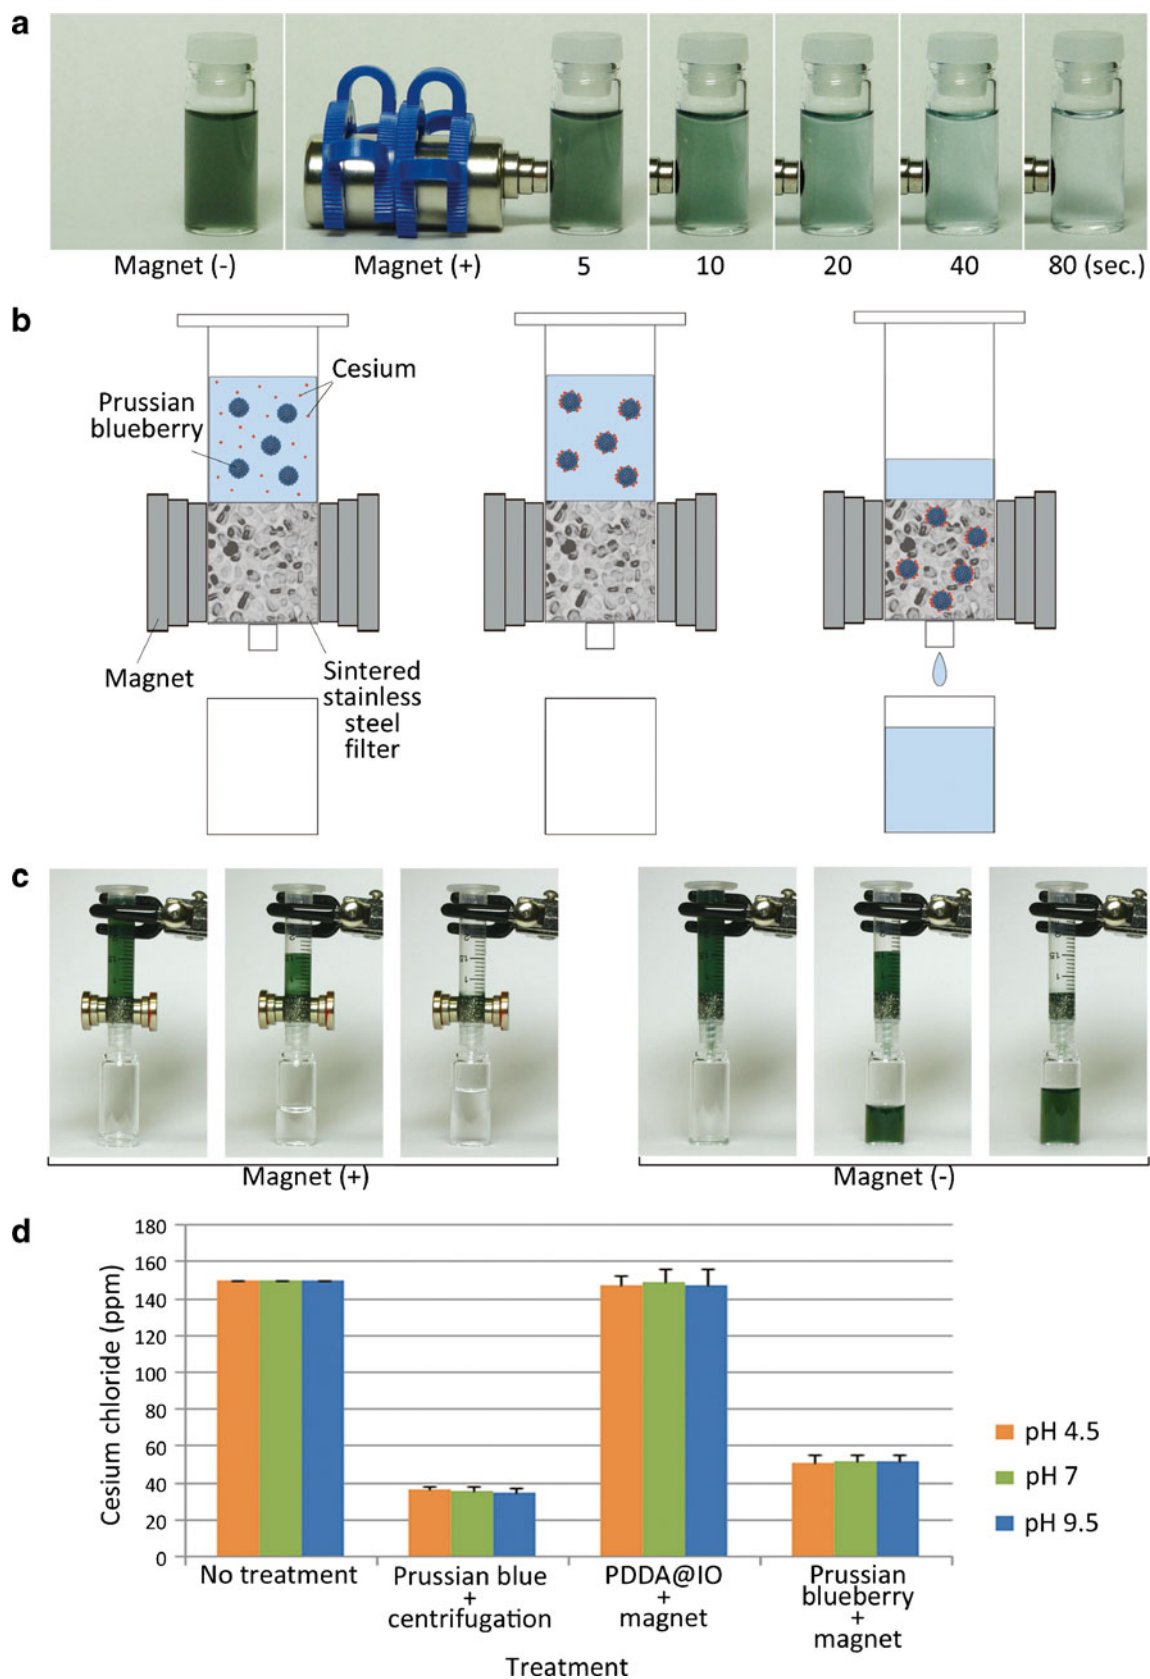 a
Magnet (-)
Magnet (+)
5
10
20
40
80 (sec.)
b
Cesium
Prussian
blueberry
Magnet
Sintered
stainless
steel
filter
c
Magnet (+)
Magnet (-)
d
Cesium chloride (ppm)
180
160
140
120
100
80
60
40
20
0
No treatment
Prussian blue
+
centrifugation
PDDA@IO
+
magnet
Prussian
blueberry
+
magnet
Treatment
pH 4.5
pH 7
pH 9.5